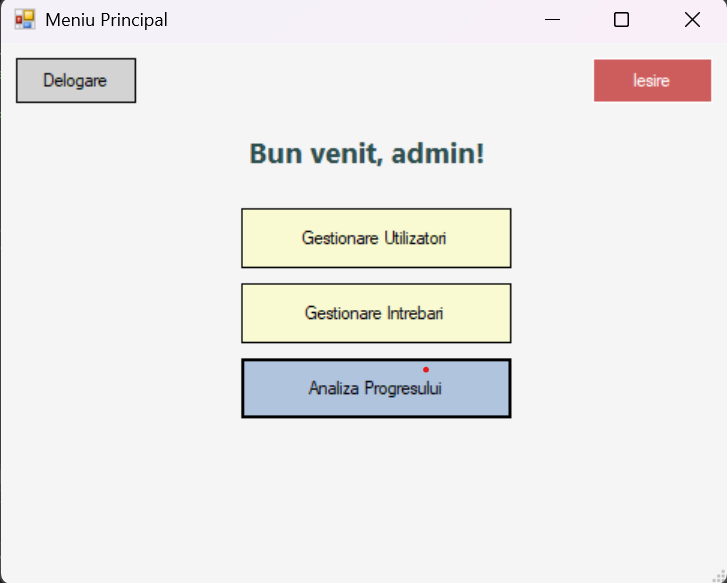 Meniu Principal
Delogare
Iesire
Bun venit, admin!
Gestionare Utilizatori
Gestionare Intrebari
Analiza Progresului